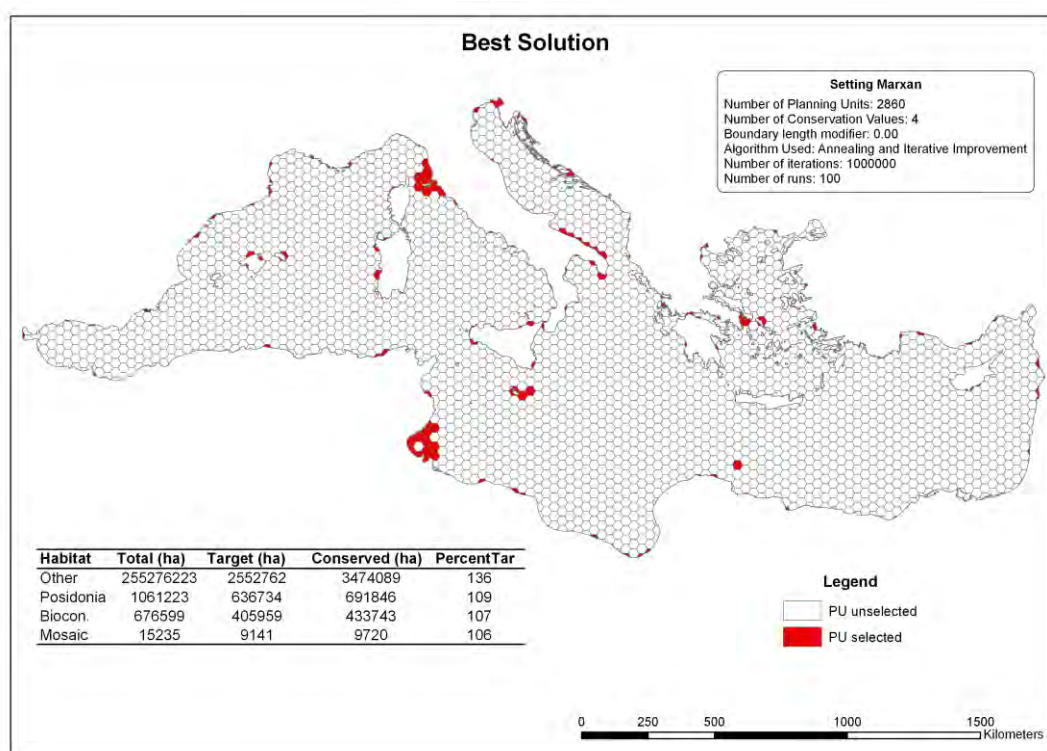 Best Solution
Setting Marxan
Number of Planning Units: 2860
Number of Conservation Values: 4
Boundary length modifier: 0.00
Algorithm Used: Annealing and Iterative Improvement
Number of iterations: 1000000
Number of runs: 100
Habitat Total (ha) Target (ha) Conserved (ha) PercentTar
Other 255276223 2552762 3474089 136
Posidonia 1061223 636734 691846 109
Biocon. 676599 405959 433743 107
Mosaic 15235 9141 9720 106
Legend
PU unselected
PU selected
0 250 500 1000 1500
Kilometers